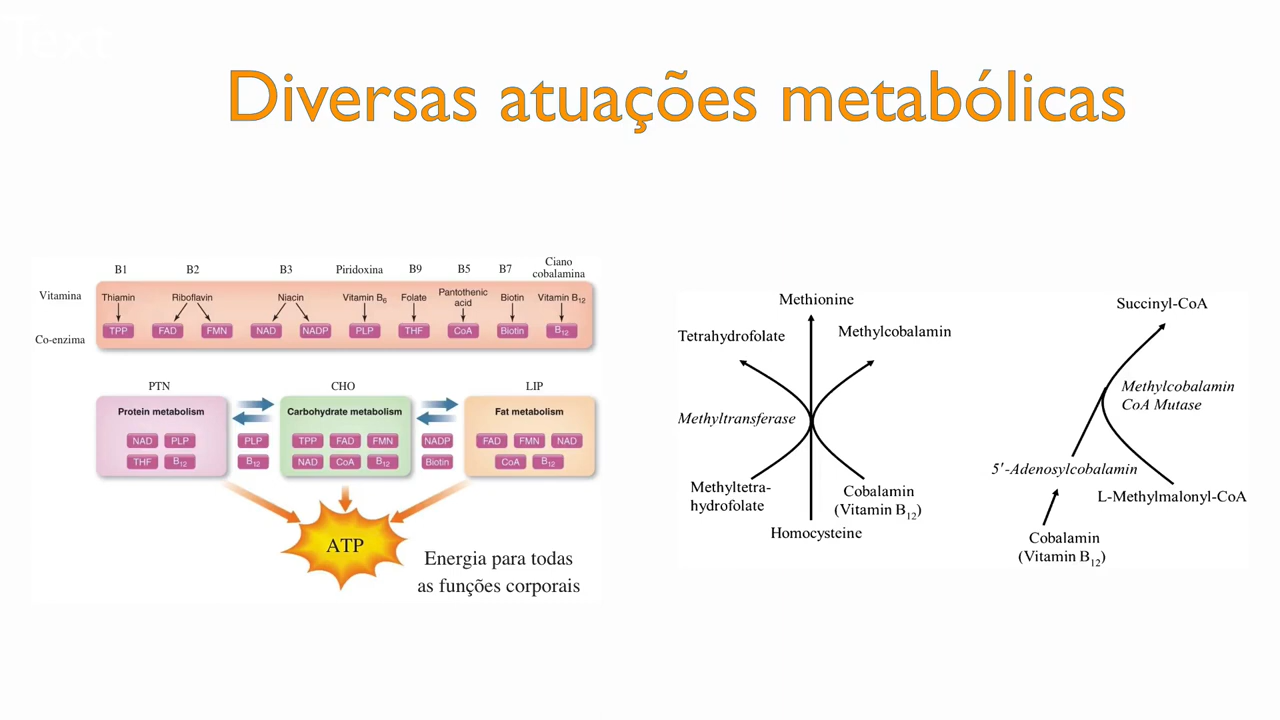 Text
Diversas atuações metabólicas
B1 B2 B3 Piridoxina B9 B5 B7 Ciano
cobalamina
Vitamina
Thiamin Riboflavin Niacin Vitamin B6 Folate Pantothenic
acid Biotin Vitamin B12
Co-enzima
TPP FAD FMN NAD NADP PLP THF CoA Biotin B12
PTN CHO LIP
Protein metabolism Carbohydrate metabolism Fat metabolism
NAD PLP PLP TPP FAD FMN NADP FAD FMN NAD
THF B12 B12 NAD CoA B12 Biotin CoA B12
ATP
Energia para todas
as funções corporais
Methionine
Tetrahydrofolate Methylcobalamin
Methyltransferase
Methyltetra-
hydrofolate
Cobalamin
(Vitamin B12)
Homocysteine
Succinyl-CoA
Methylcobalamin
CoA Mutase
5'-Adenosylcobalamin
L-Methylmalonyl-CoA
Cobalamin
(Vitamin B12)